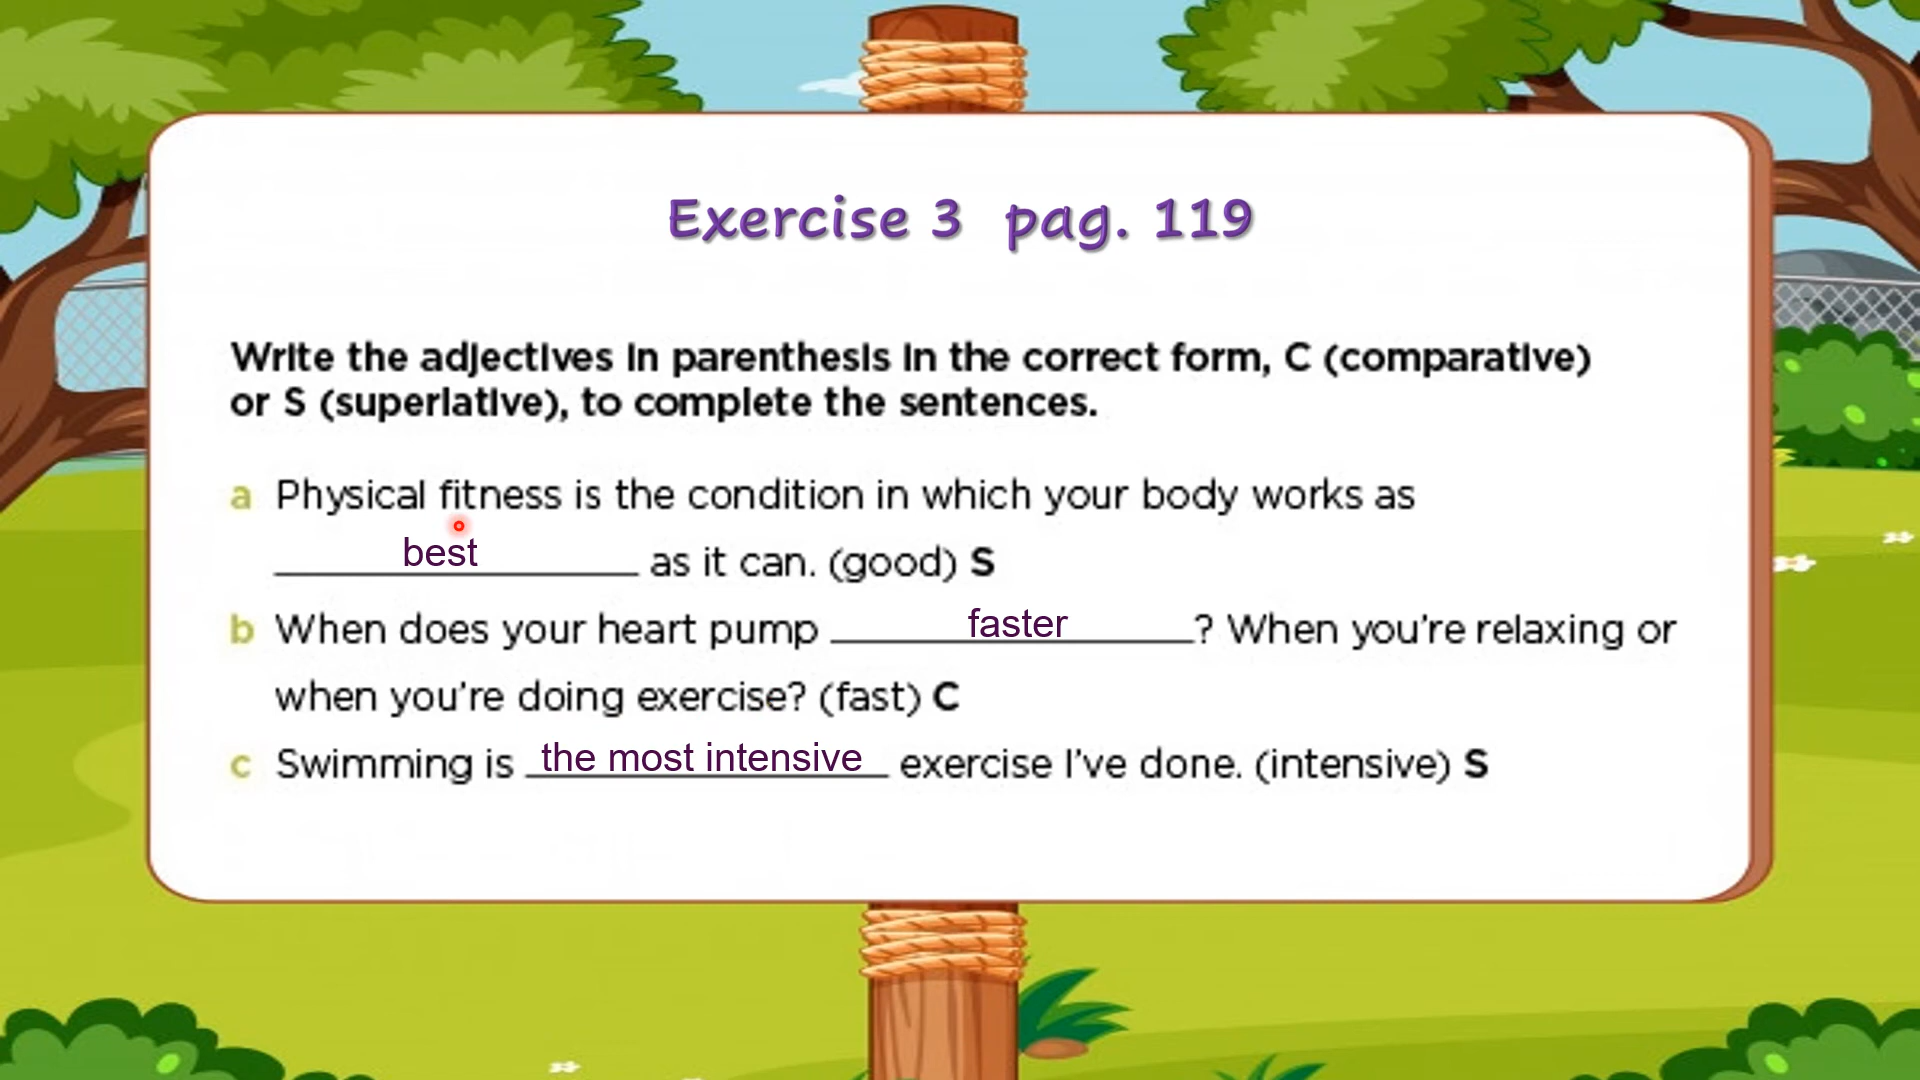 Exercise 3 pag. 119
Write the adjectives in parenthesis in the correct form, C (comparative)
or S (superlative), to complete the sentences.
a Physical fitness is the condition in which your body works as
best as it can. (good) S
b When does your heart pump faster? When you're relaxing or
when you're doing exercise? (fast) C
c Swimming is the most intensive exercise I've done. (intensive) S